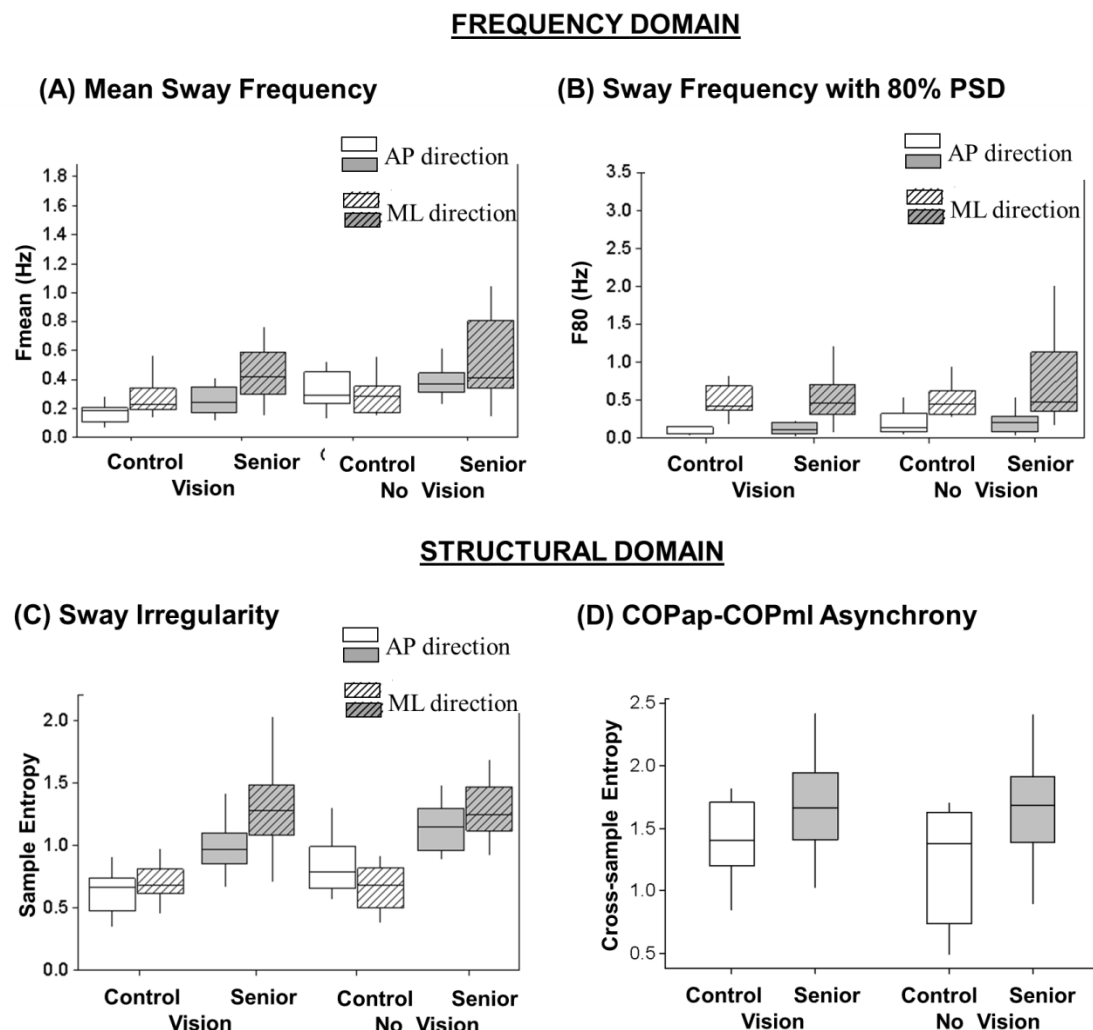 FREQUENCY DOMAIN
(A) Mean Sway Frequency
AP direction
ML direction
Fmean (Hz)
1.8
1.6
1.4
1.2
1.0
0.8
0.6
0.4
0.2
0.0
Control Senior Control Senior
Vision No Vision
(B) Sway Frequency with 80% PSD
AP direction
ML direction
F80 (Hz)
3.5
3.0
2.5
2.0
1.5
1.0
0.5
0.0
Control Senior Control Senior
Vision No Vision
STRUCTURAL DOMAIN
(C) Sway Irregularity
AP direction
ML direction
Sample Entropy
2.0
1.5
1.0
0.5
0.0
Control Senior Control Senior
Vision No Vision
(D) COPap-COPml Asynchrony
Cross-sample Entropy
2.5
2.0
1.5
1.0
0.5
Control Senior Control Senior
Vision No Vision